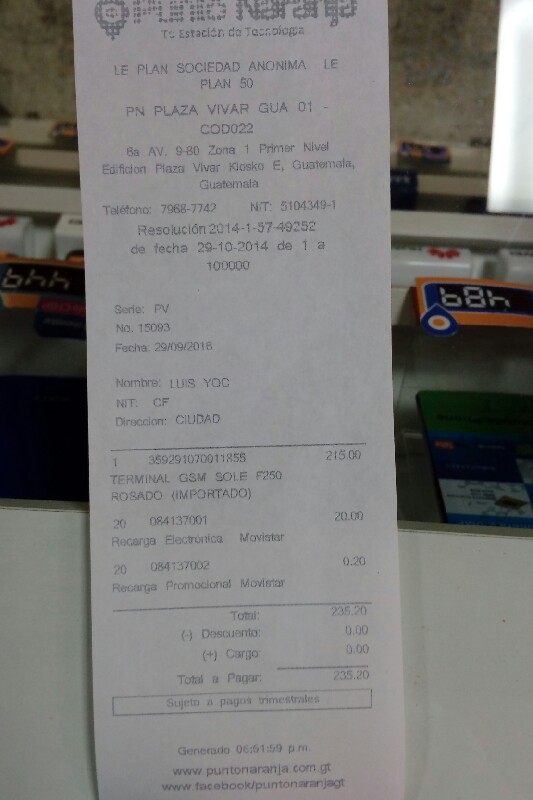 Punto Naranja
Tu Estación de Tecnologia
LE PLAN SOCIEDAD ANONIMA LE
PLAN 50
PN PLAZA VIVAR GUA 01 -
COD022
6a AV. 9-80 Zona 1 Primer Nival
Edificion Plaza Vivar Kiosko E, Guatemala,
Guatemala
Teléfono: 7968-7742 NIT: 5104349-1
Resolución 2014-1-57-49252
de fecha 29-10-2014 de 1 a
100000
Serie: PV
No. 15093
Fecha 29/09/2016
Nombre: LUIS YOC
NIT: CF
Direccion: CIUDAD
1 359291070011855 215.00
TERMINAL GSM SOLE F250
ROSADO (IMPORTADO)
20 084137001 20.00
Recarga Electrónica Movistar
20 084137002 0.20
Recarga Promocional Movistar
Total: 235.20
(-) Descuento: 0.00
(+) Cargo: 0.00
Total a Pagar: 235.20
Sujeto a pagos trimestrales
Generado 06:51:59 p.m.
www.puntonaranja.com.gt
www.facebook/puntonaranjagt